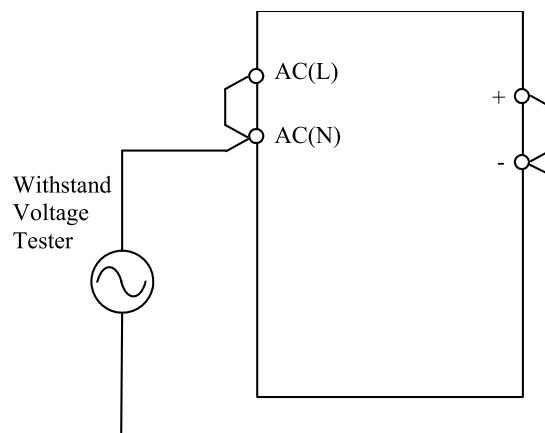 AC(L)
+
AC(N)
-
Withstand
Voltage
Tester